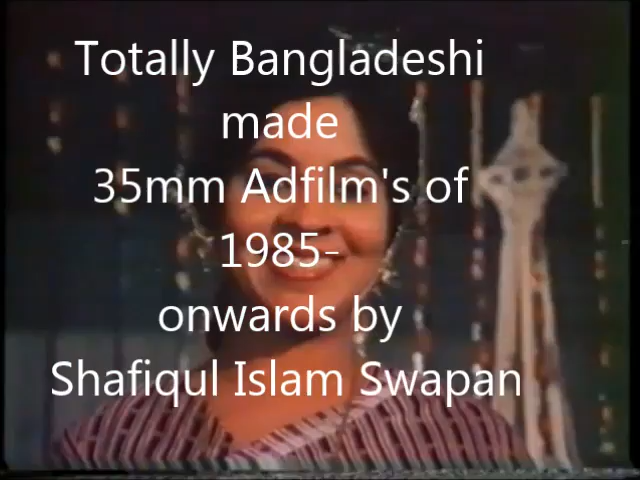 Totally Bangladeshi
made
35mm Adfilm's of
1985-
onwards by
Shafiqul Islam Swapan